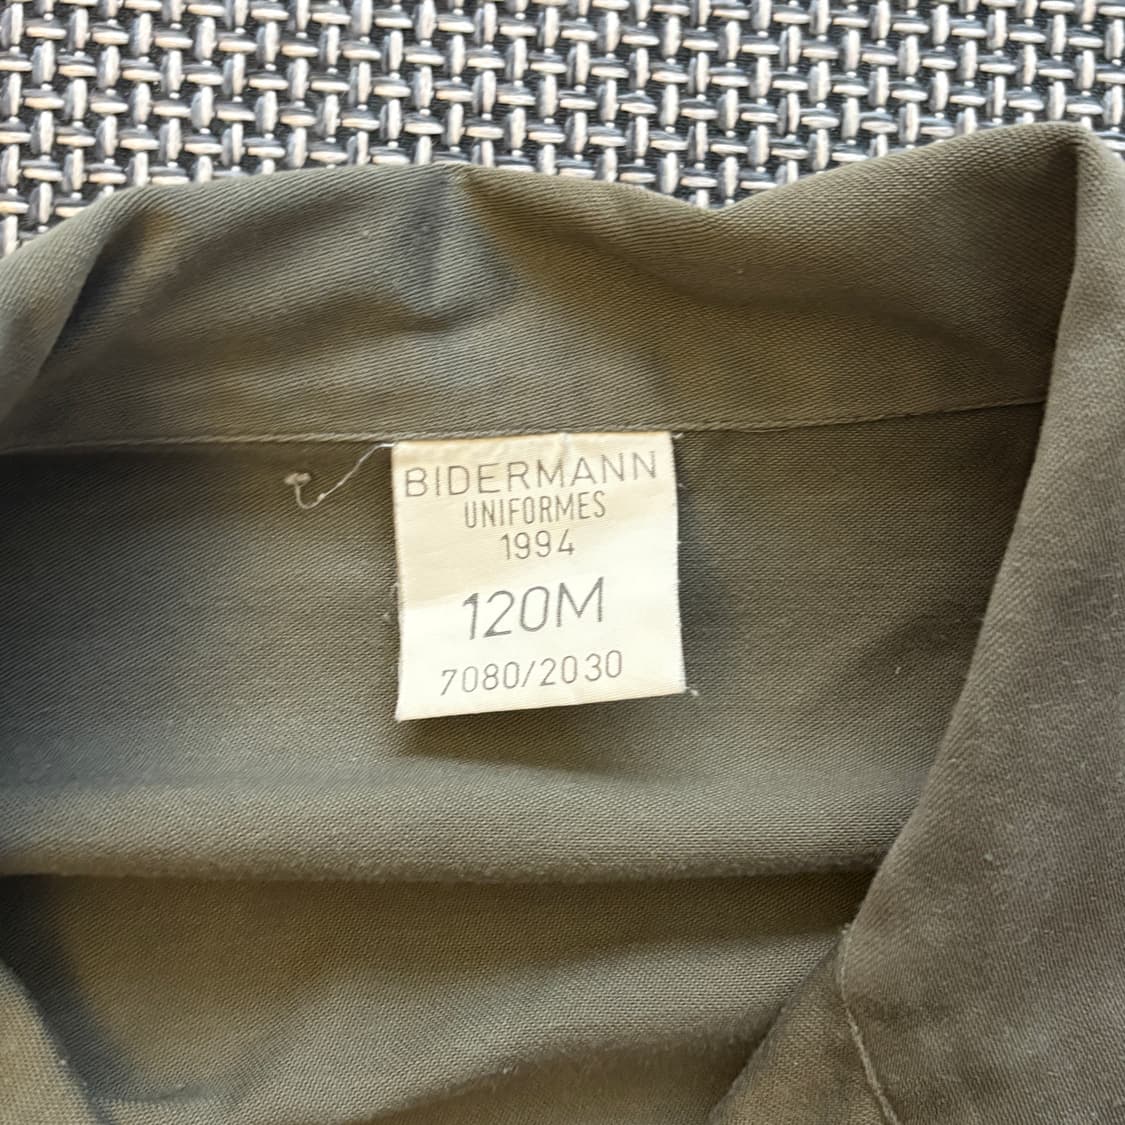 BIDERMANN
UNIFORMES
1994
120M
7080/2030